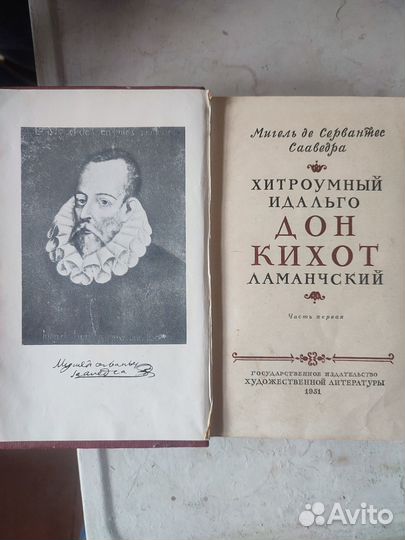 Мигель де Сервантес
Сааведра
ХИТРОУМНЫЙ
ИДАЛЬГО
ДОН
КИХОТ
ЛАМАНЧСКИЙ
Часть первая
ГОСУДАРСТВЕННОЕ ИЗДАТЕЛЬСТВО
ХУДОЖЕСТВЕННОЙ ЛИТЕРАТУРЫ
1951
Avito